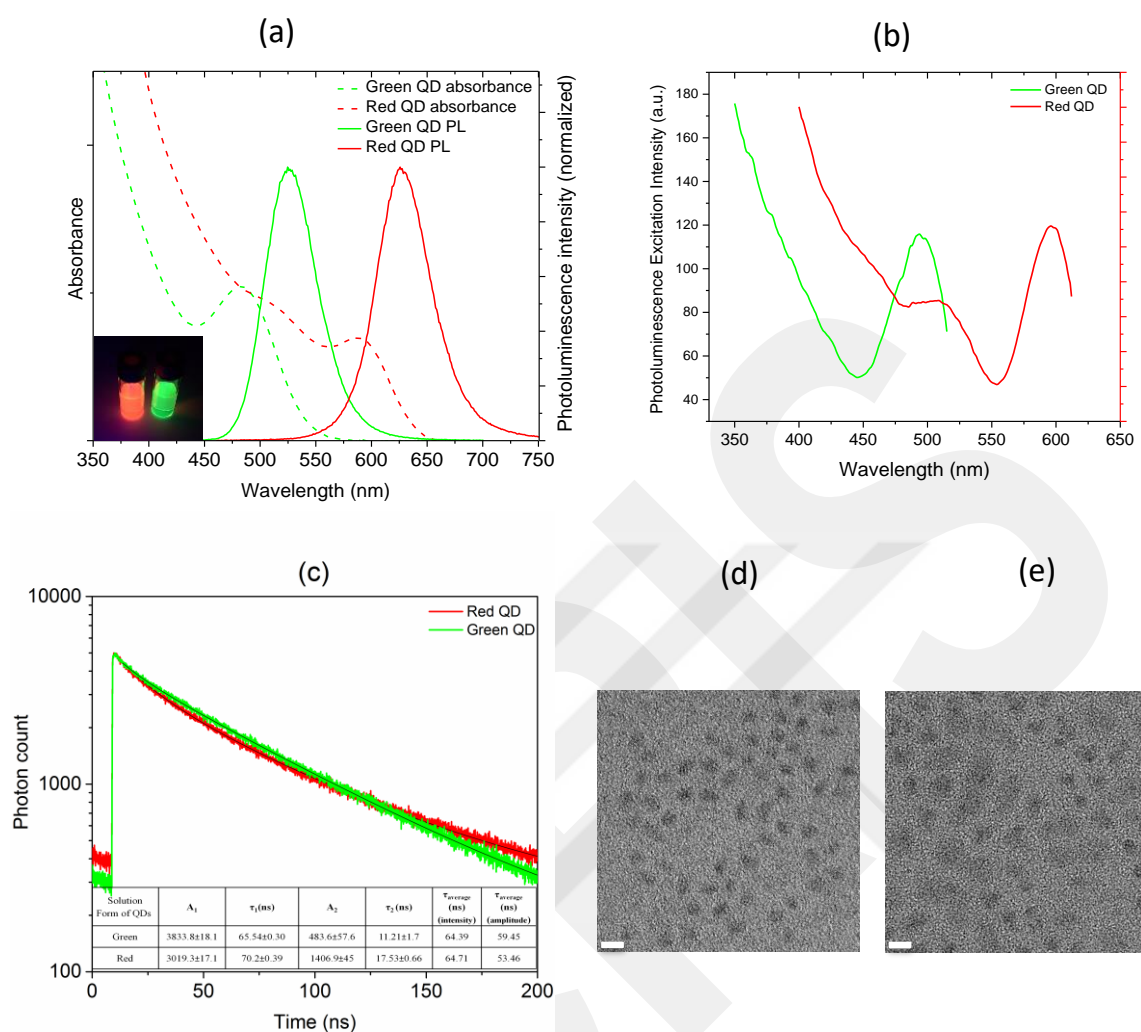 (a)
Green QD absorbance
Red QD absorbance
Green QD PL
Red QD PL
Absorbance
Photoluminescence intensity (normalized)
350 400 450 500 550 600 650 700 750
Wavelength (nm)
(b)
Green QD
Red QD
Photoluminescence Excitation Intensity (a.u.)
180
160
140
120
100
80
60
40
350 400 450 500 550 600 650
Wavelength (nm)
(c)
10000
Red QD
Green QD
Photon count
1000
Solution Form of QDs A₁ τ₁(ns) A₂ τ₂(ns) τaverage (ns) (intensity) τaverage (ns) (amplitude)
Green 3833.8±18.1 65.54±0.30 483.6±57.6 11.21±1.7 64.39 59.45
Red 3019.3±17.1 70.2±0.39 1406.9±45 17.53±0.66 64.71 53.46
100
0 50 100 150 200
Time (ns)
(d)
(e)